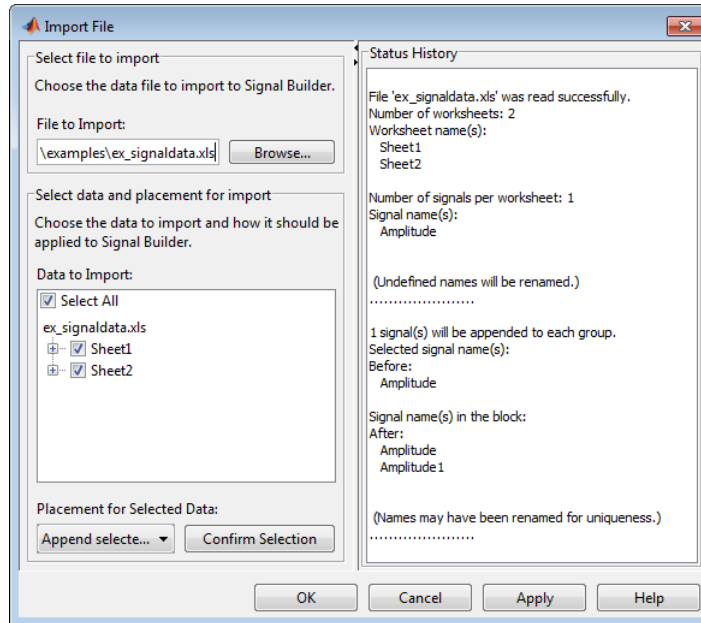 Import File
Select file to import
Choose the data file to import to Signal Builder.
File to Import:
\examples\ex_signaldata.xls
Browse...
Select data and placement for import
Choose the data to import and how it should be
applied to Signal Builder.
Data to Import:
Select All
ex_signaldata.xls
Sheet1
Sheet2
Placement for Selected Data:
Append selecte...
Confirm Selection
Status History
File 'ex_signaldata.xls' was read successfully.
Number of worksheets: 2
Worksheet name(s):
Sheet1
Sheet2
Number of signals per worksheet: 1
Signal name(s):
Amplitude
(Undefined names will be renamed.)
......................
1 signal(s) will be appended to each group.
Selected signal name(s):
Before:
Amplitude
Signal name(s) in the block:
After:
Amplitude
Amplitude1
(Names may have been renamed for uniqueness.)
......................
OK
Cancel
Apply
Help